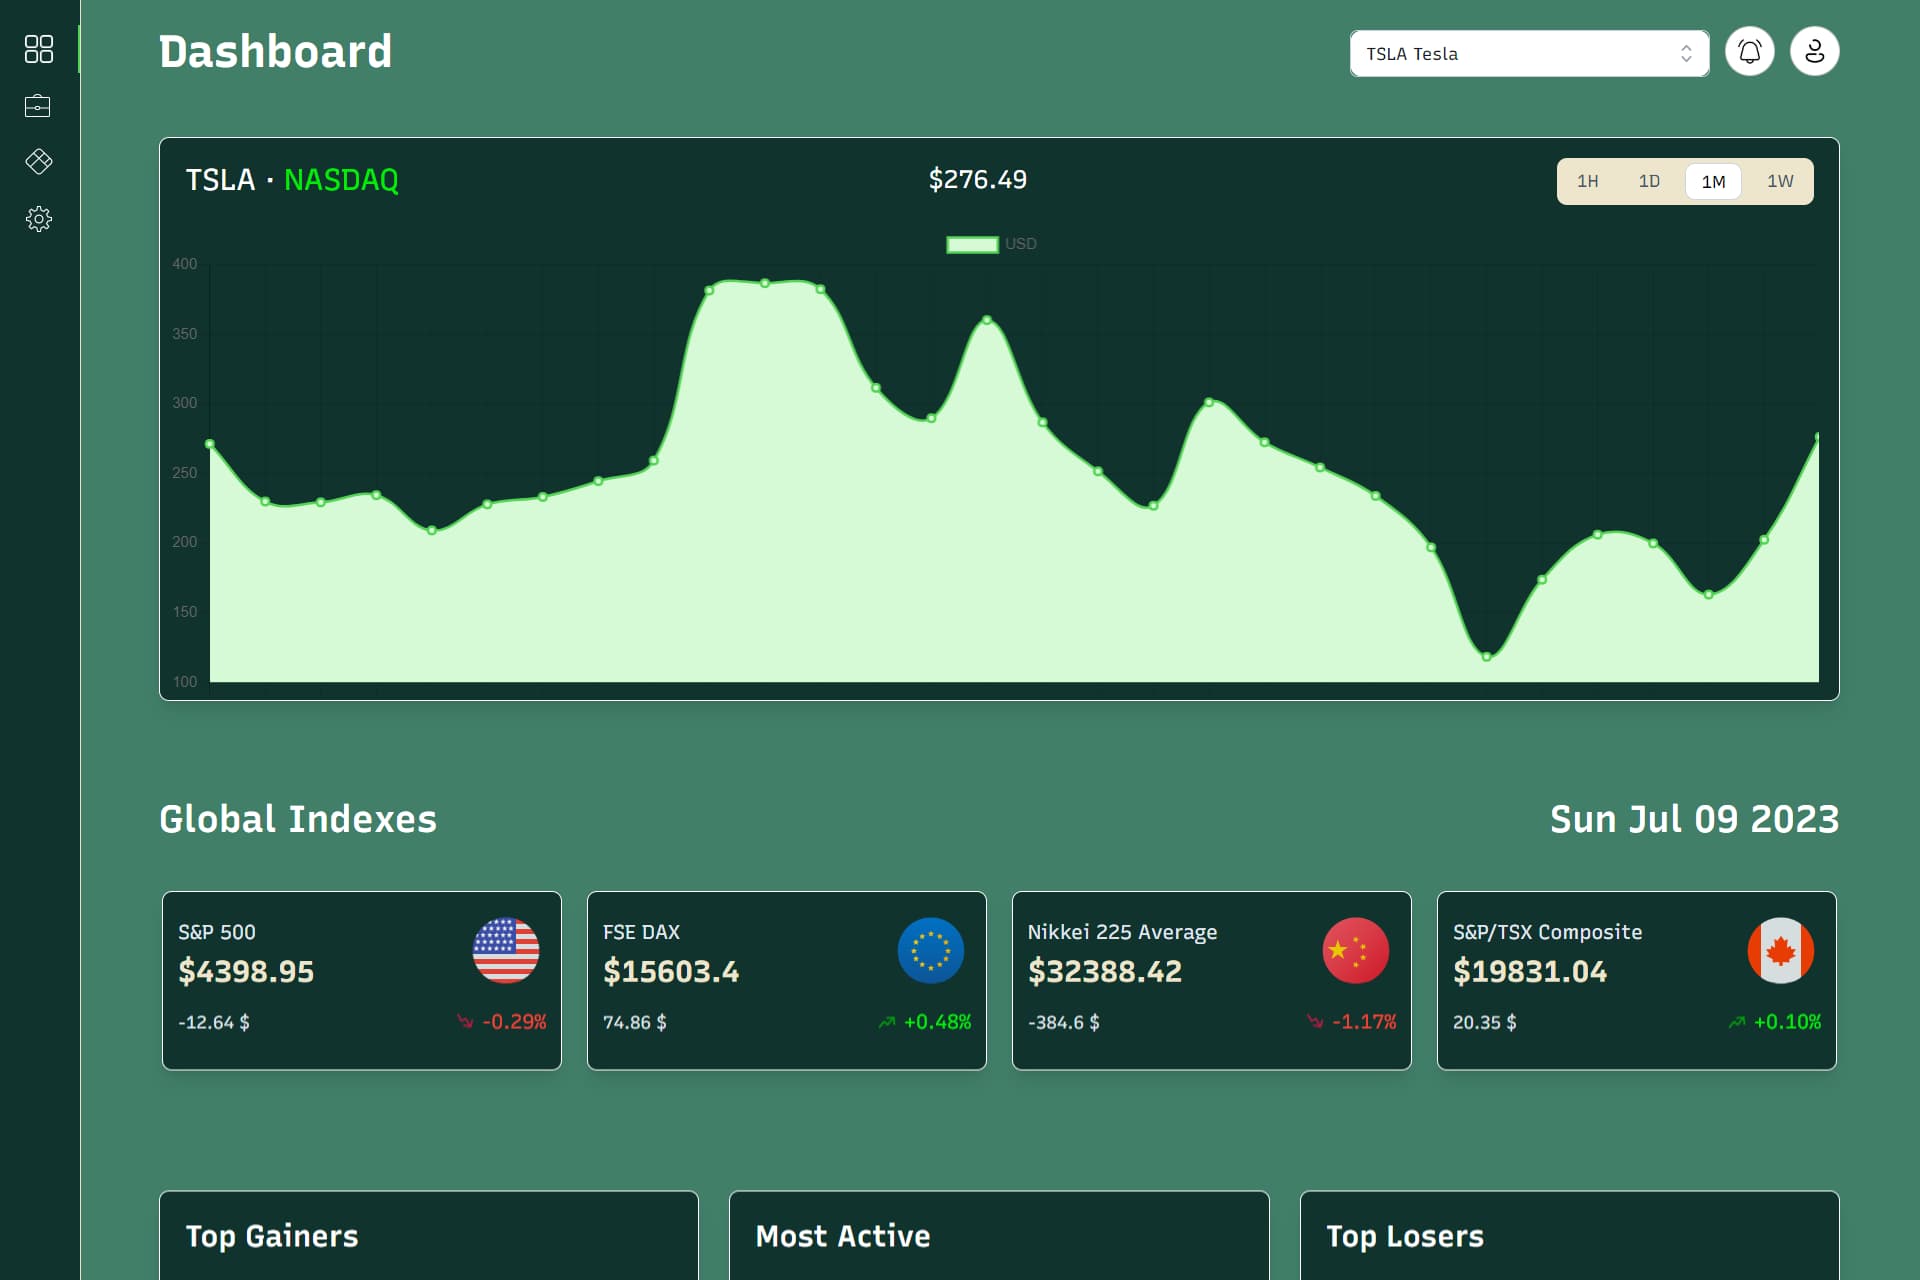 Dashboard
TSLA Tesla
TSLA · NASDAQ
$276.49
1H 1D 1M 1W
USD
400
350
300
250
200
150
100
Global Indexes
Sun Jul 09 2023
S&P 500
$4398.95
-12.64 $
-0.29%
FSE DAX
$15603.4
74.86 $
+0.48%
Nikkei 225 Average
$32388.42
-384.6 $
-1.17%
S&P/TSX Composite
$19831.04
20.35 $
+0.10%
Top Gainers
Most Active
Top Losers